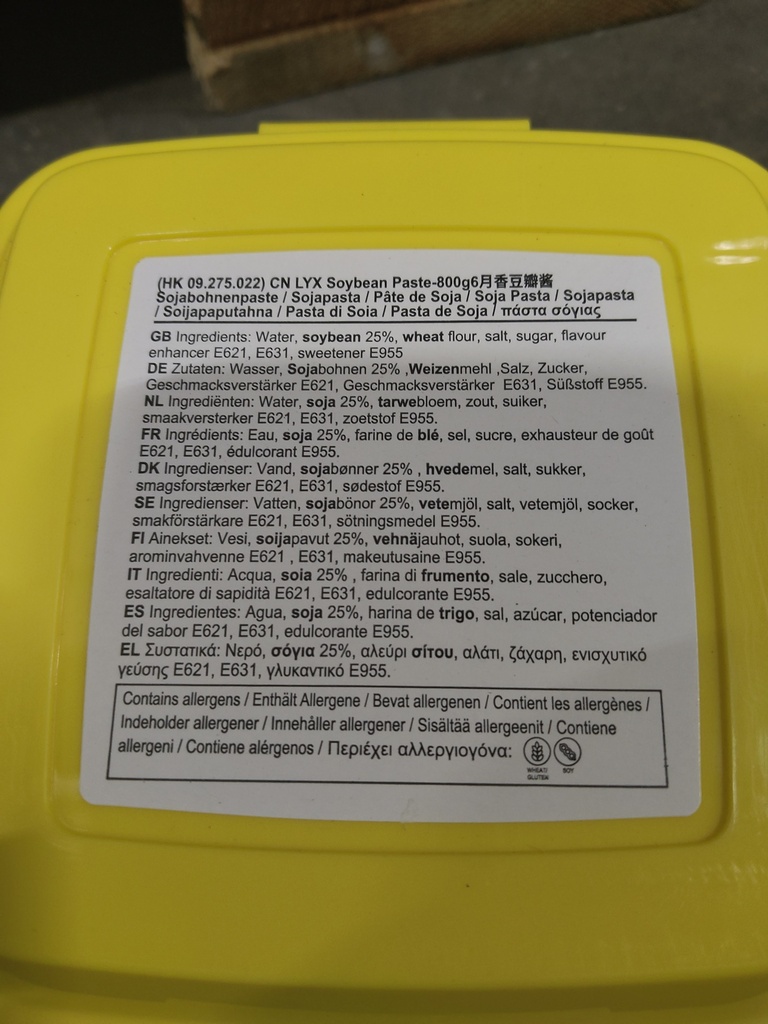 (HK 09.275.022) CN LYX Soybean Paste-800g6月香豆瓣酱
Sojabohnenpaste / Sojapasta / Pâte de Soja / Soja Pasta / Sojapasta
/ Soijapaputahna / Pasta di Soia / Pasta de Soja / πάστα σόγιας
GB Ingredients: Water, soybean 25%, wheat flour, salt, sugar, flavour
enhancer E621, E631, sweetener E955
DE Zutaten: Wasser, Sojabohnen 25% ,Weizenmehl ,Salz, Zucker,
Geschmacksverstärker E621, Geschmacksverstärker E631, Süßstoff E955.
NL Ingrediënten: Water, soja 25%, tarwebloem, zout, suiker,
smaakversterker E621, E631, zoetstof E955.
FR Ingrédients: Eau, soja 25%, farine de blé, sel, sucre, exhausteur de goût
E621, E631, édulcorant E955.
DK Ingredienser: Vand, sojabønner 25% , hvedemel, salt, sukker,
smagsforstærker E621, E631, sødestof E955.
SE Ingredienser: Vatten, sojabönor 25%, vetemjöl, salt, vetemjöl, socker,
smakförstärkare E621, E631, sötningsmedel E955.
FI Ainekset: Vesi, soijapavut 25%, vehnäjauhot, suola, sokeri,
arominvahvenne E621 , E631, makeutusaine E955.
IT Ingredienti: Acqua, soia 25% , farina di frumento, sale, zucchero,
esaltatore di sapidità E621, E631, edulcorante E955.
ES Ingredientes: Agua, soja 25%, harina de trigo, sal, azúcar, potenciador
del sabor E621, E631, edulcorante E955.
EL Συστατικά: Νερό, σόγια 25%, αλεύρι σίτου, αλάτι, ζάχαρη, ενισχυτικό
γεύσης E621, E631, γλυκαντικό E955.
Contains allergens / Enthält Allergene / Bevat allergenen / Contient les allergènes /
Indeholder allergener / Innehåller allergener / Sisältää allergeenit / Contiene
allergeni / Contiene alérgenos / Περιέχει αλλεργιογόνα:
WHEAT/ SOY
GLUTEN